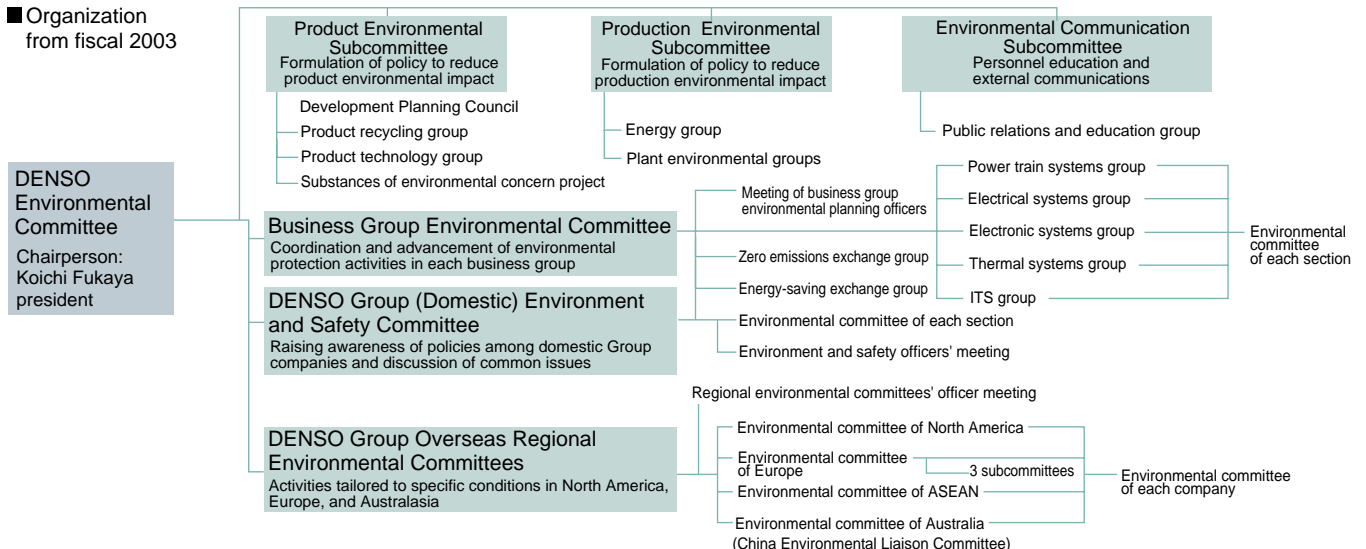 ■ Organization
from fiscal 2003
Product Environmental
Subcommittee
Formulation of policy to reduce
product environmental impact
Production Environmental
Subcommittee
Formulation of policy to reduce
production environmental impact
Environmental Communication
Subcommittee
Personnel education and
external communications
Development Planning Council
Product recycling group
Product technology group
Substances of environmental concern project
Energy group
Plant environmental groups
Public relations and education group
DENSO
Environmental
Committee
Chairperson:
Koichi Fukaya
president
Business Group Environmental Committee
Coordination and advancement of environmental
protection activities in each business group
Meeting of business group
environmental planning officers
Zero emissions exchange group
Energy-saving exchange group
Power train systems group
Electrical systems group
Electronic systems group
Thermal systems group
ITS group
Environmental
committee
of each section
DENSO Group (Domestic) Environment
and Safety Committee
Raising awareness of policies among domestic Group
companies and discussion of common issues
Environmental committee of each section
Environment and safety officers' meeting
DENSO Group Overseas Regional
Environmental Committees
Activities tailored to specific conditions in North America,
Europe, and Australasia
Regional environmental committees' officer meeting
Environmental committee of North America
Environmental committee
of Europe
3 subcommittees
Environmental committee of ASEAN
Environmental committee of Australia
(China Environmental Liaison Committee)
Environmental committee
of each company